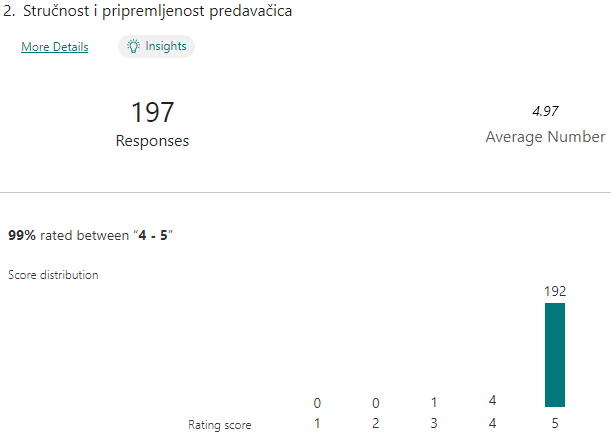 2. Stručnost i pripremljenost predavačica
More Details
Insights
197
Responses
4.97
Average Number
99% rated between “4 - 5”
Score distribution
192
0 0 1 4
Rating score 1 2 3 4 5